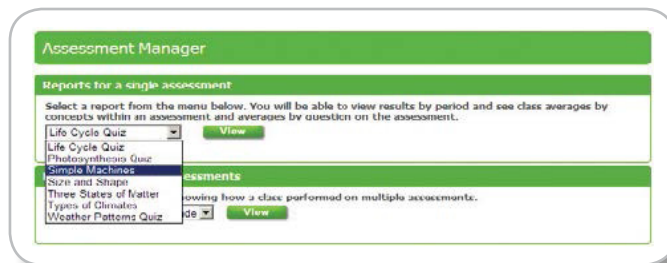 Assessment Manager
Reports for a single assessment
Select a report from the menu below. You will be able to view results by period and see class averages by
concepts within an assessment and averages by question on the assessment.
Life Cycle Quiz View
Life Cycle Quiz
Photosynthesis Quiz
Simple Machines
Size and Shape
essments
Three States of Matter
owing how a class performed on multiple assessments.
Types of Climates
de View
Weather Patterns Quiz